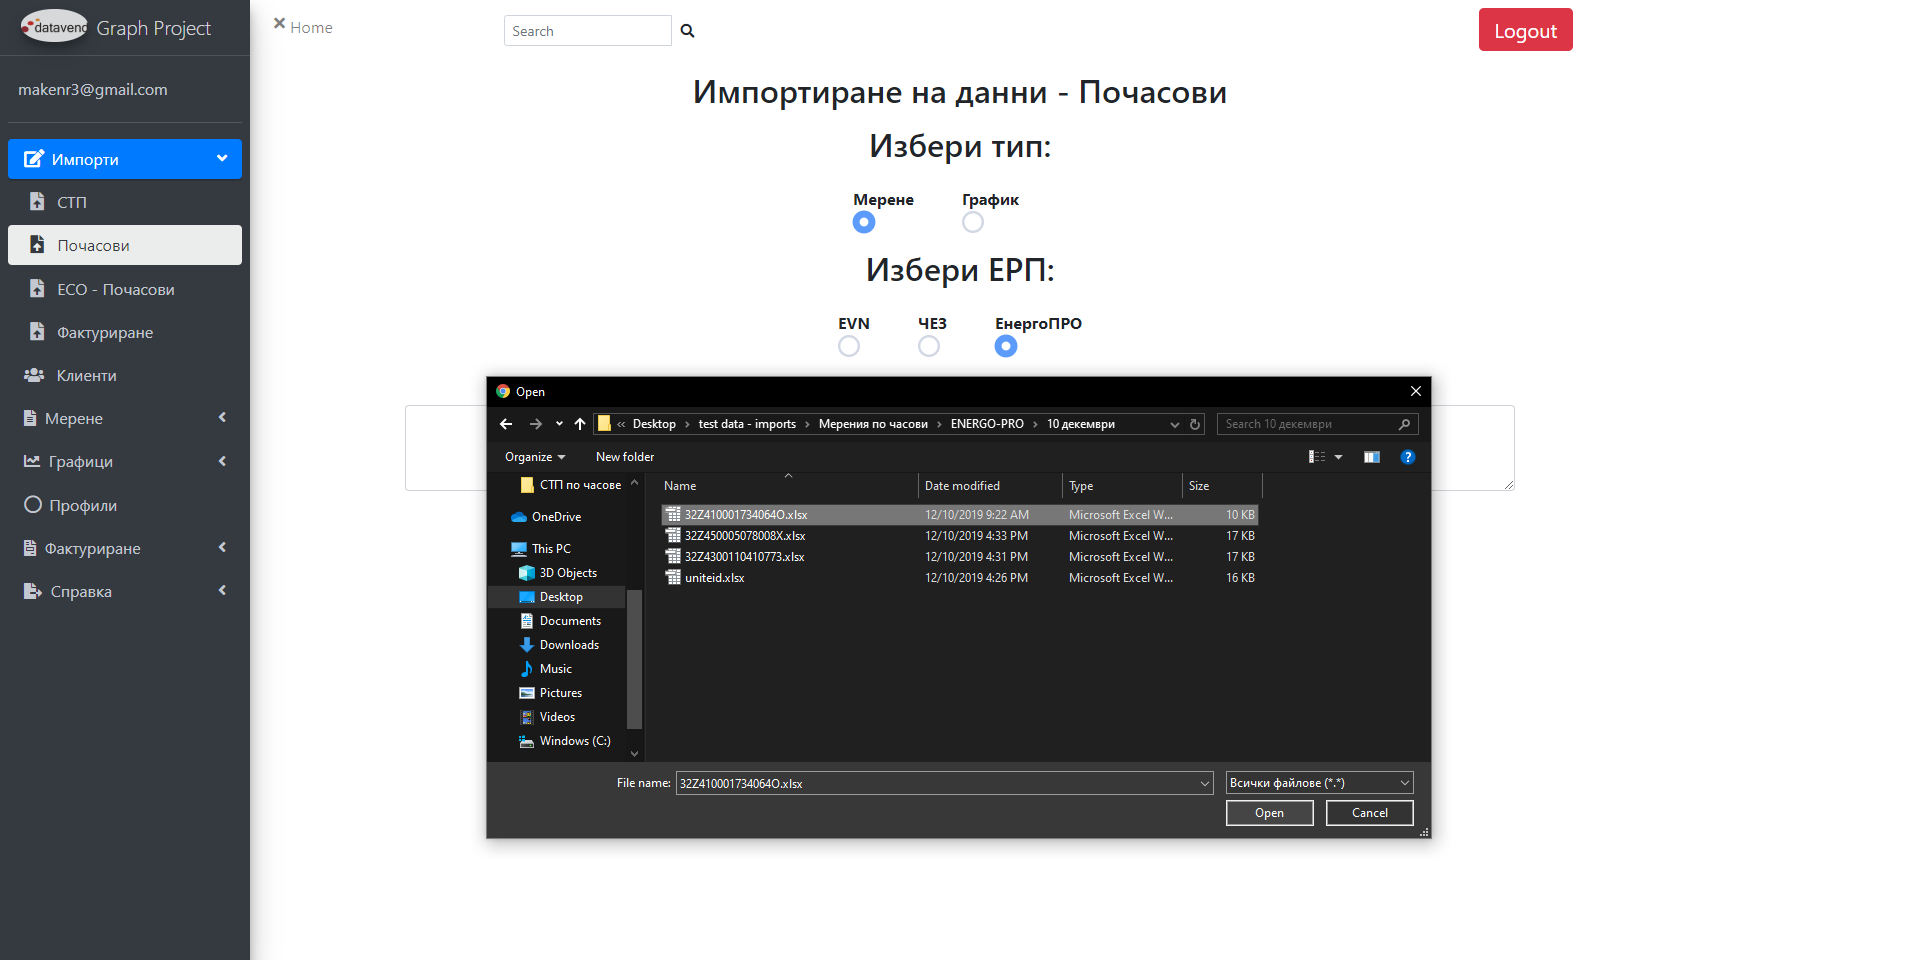 datavend Graph Project
makenr3@gmail.com
Импорти
СТП
Почасови
ECO - Почасови
Фактуриране
Клиенти
Мерене
Графици
Профили
Фактуриране
Справка
Home
Search
Logout
Импортиране на данни - Почасови
Избери тип:
Мерене График
Избери ЕРП:
EVN ЧЕЗ ЕнергоПРО
Open
« Desktop › test data - imports › Мерения по часови › ENERGO-PRO › 10 декември
Search 10 декември
Organize New folder
СТП по часове
OneDrive
This PC
3D Objects
Desktop
Documents
Downloads
Music
Pictures
Videos
Windows (C:)
Name Date modified Type Size
32Z410001734064O.xlsx 12/10/2019 9:22 AM Microsoft Excel W... 10 KB
32Z450005078008X.xlsx 12/10/2019 4:33 PM Microsoft Excel W... 17 KB
32Z4300110410773.xlsx 12/10/2019 4:31 PM Microsoft Excel W... 17 KB
uniteid.xlsx 12/10/2019 4:26 PM Microsoft Excel W... 16 KB
File name: 32Z410001734064O.xlsx
Всички файлове (*.*)
Open Cancel